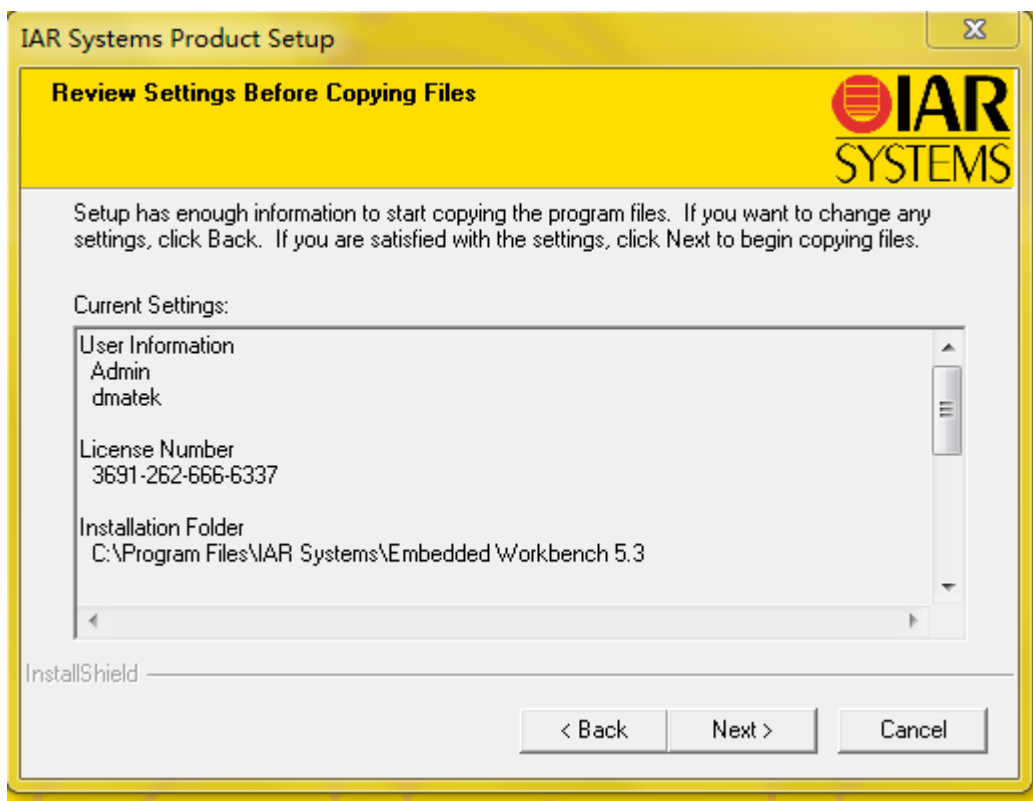 IAR Systems Product Setup
Review Settings Before Copying Files
IAR
SYSTEMS
Setup has enough information to start copying the program files.  If you want to change any
settings, click Back.  If you are satisfied with the settings, click Next to begin copying files.
Current Settings:
User Information
Admin
dmatek
License Number
3691-262-666-6337
Installation Folder
C:\Program Files\IAR Systems\Embedded Workbench 5.3
InstallShield
< Back
Next >
Cancel